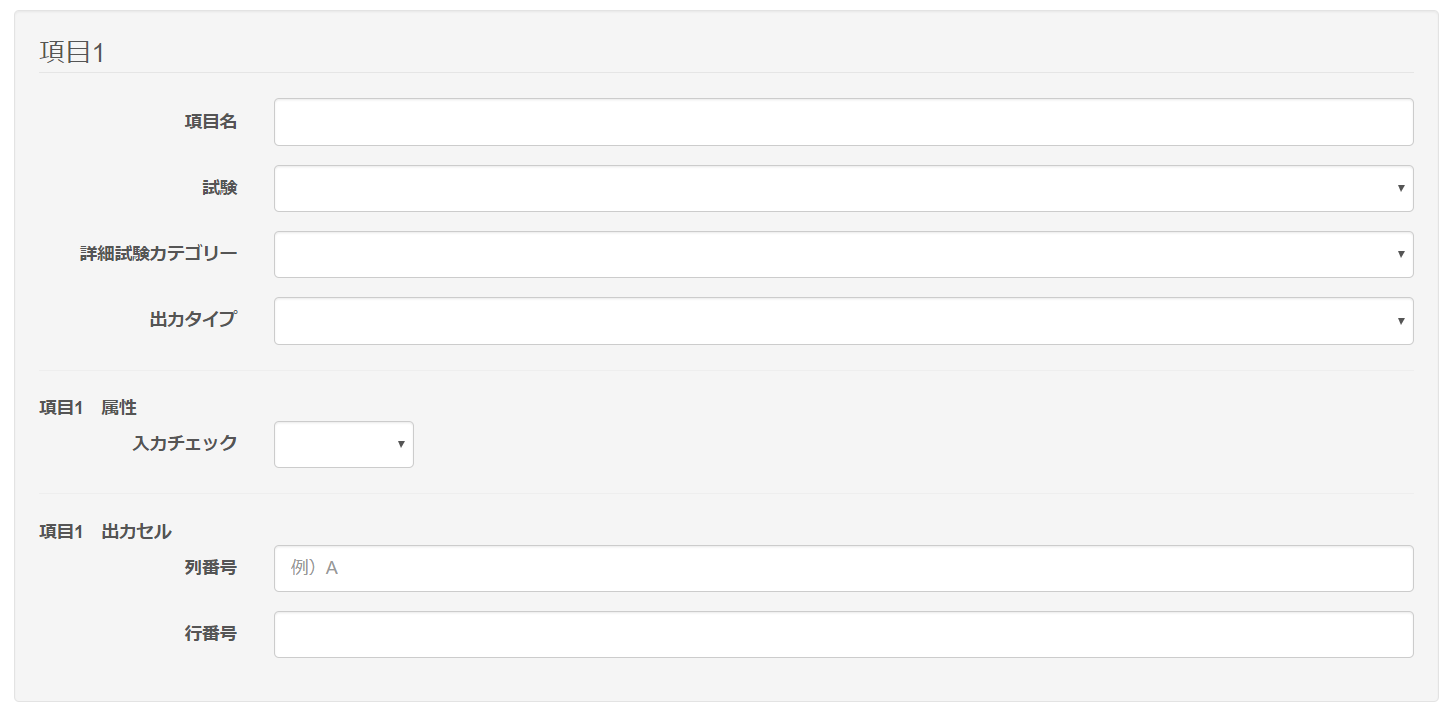 項目1
項目名
試験
詳細試験カテゴリー
出力タイプ
項目1　属性
入力チェック
項目1　出力セル
列番号
例）A
行番号